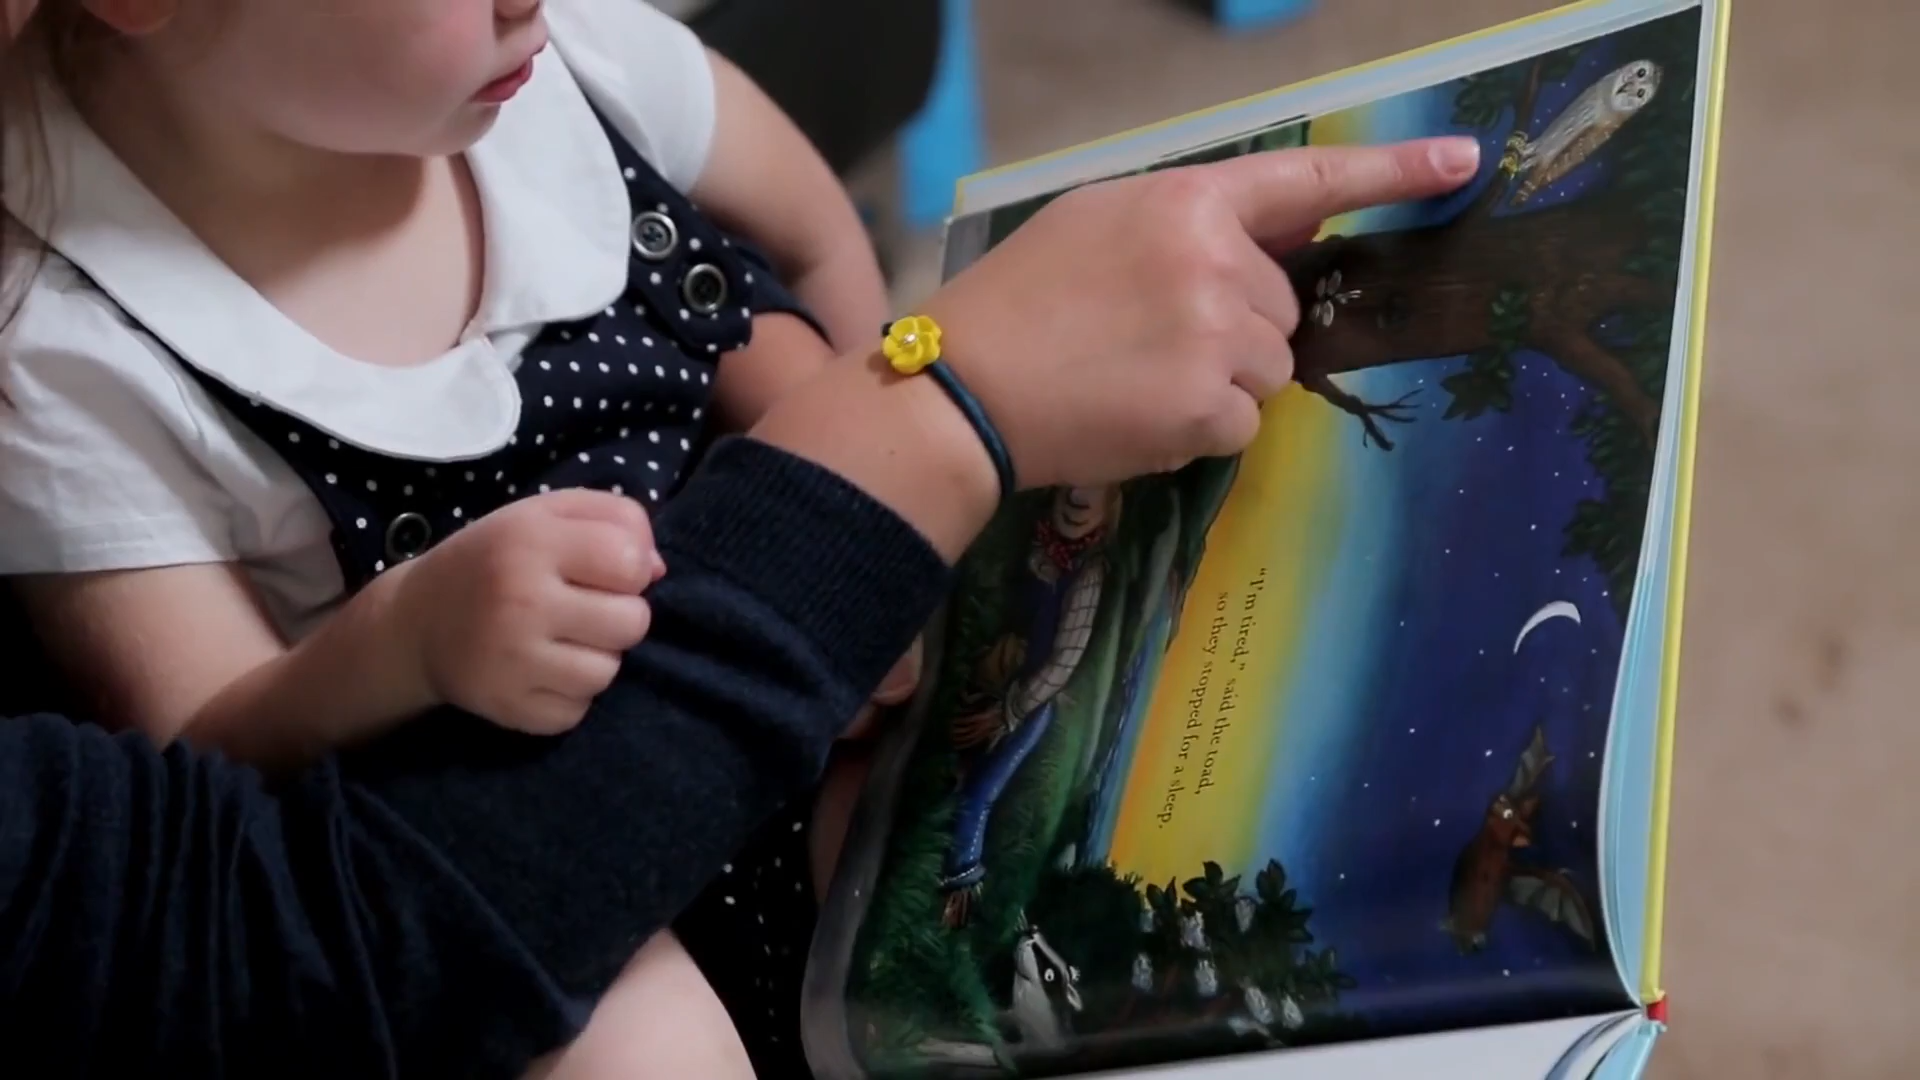 “I'm tired,” said the toad,
so they stopped for a sleep.